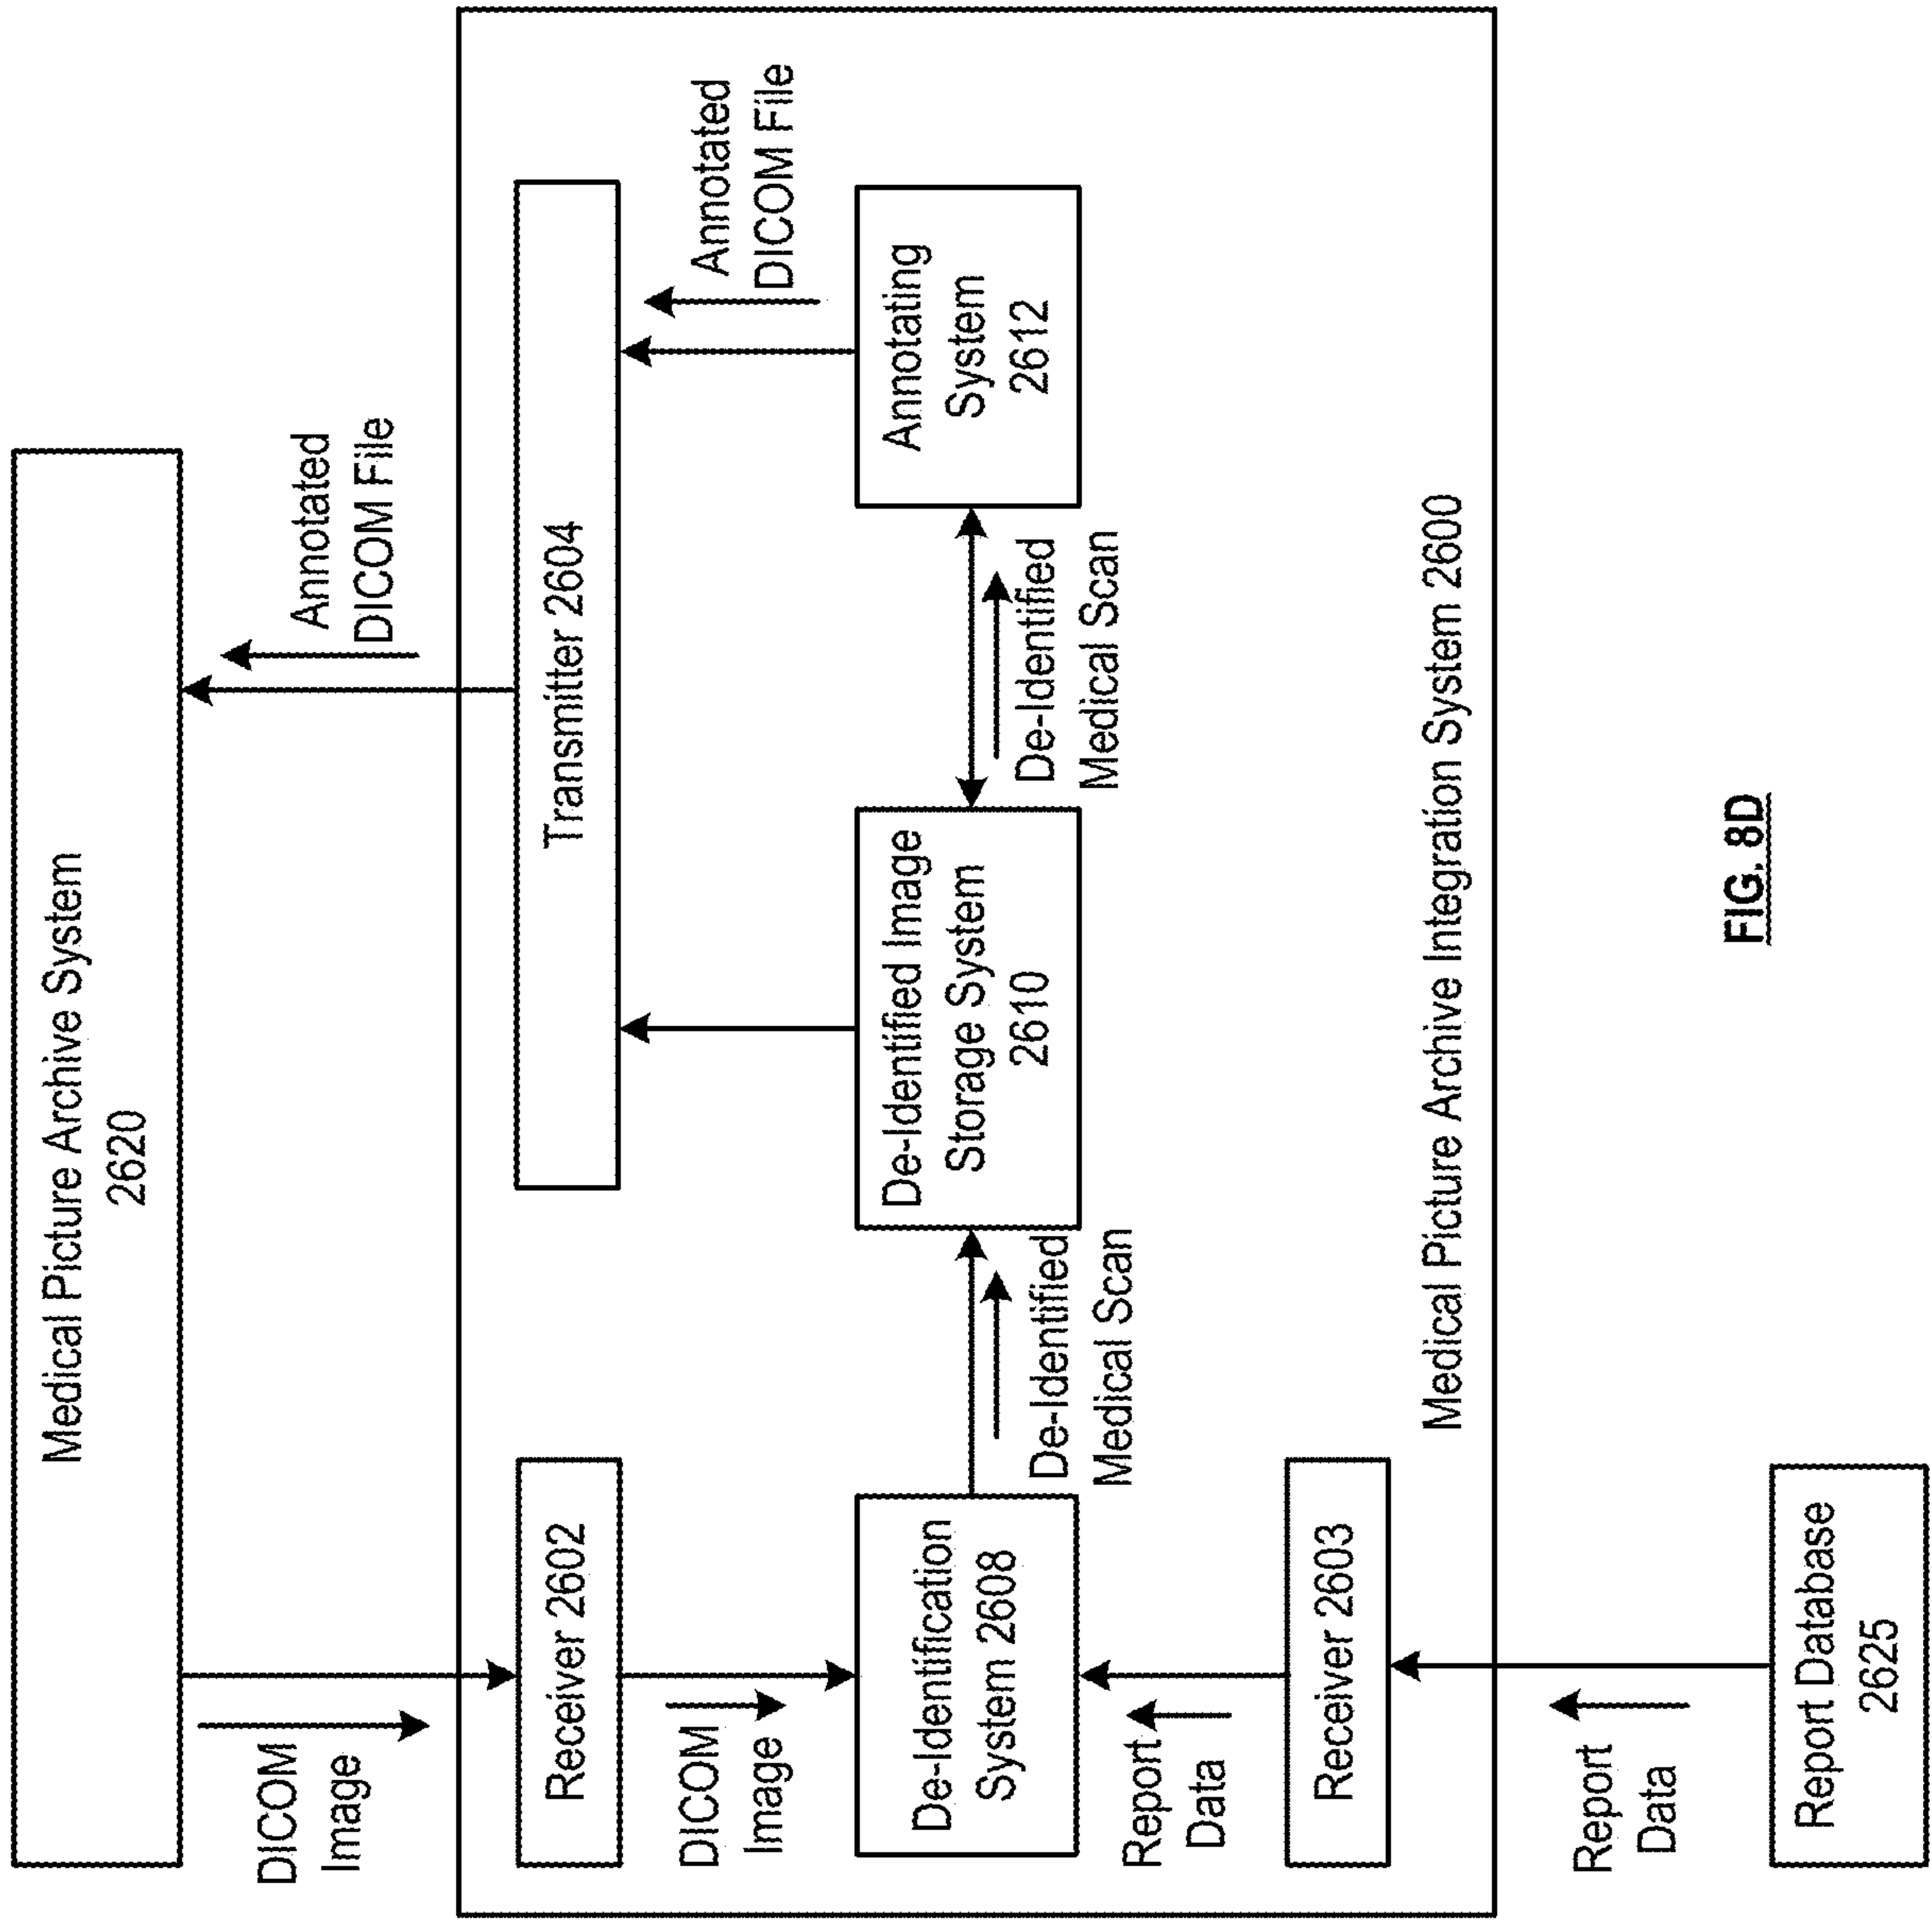 Medical Picture Archive System
2620
DICOM
Image
Annotated
DICOM File
Receiver 2602
Transmitter 2604
DICOM
Image
Annotated
DICOM File
De-Identification
System 2608
De-Identified Image
Storage System
2610
Annotating
System
2612
De-Identified
Medical Scan
De-Identified
Medical Scan
Report
Data
Receiver 2603
Medical Picture Archive Integration System 2600
Report
Data
Report Database
2625
FIG. 8D